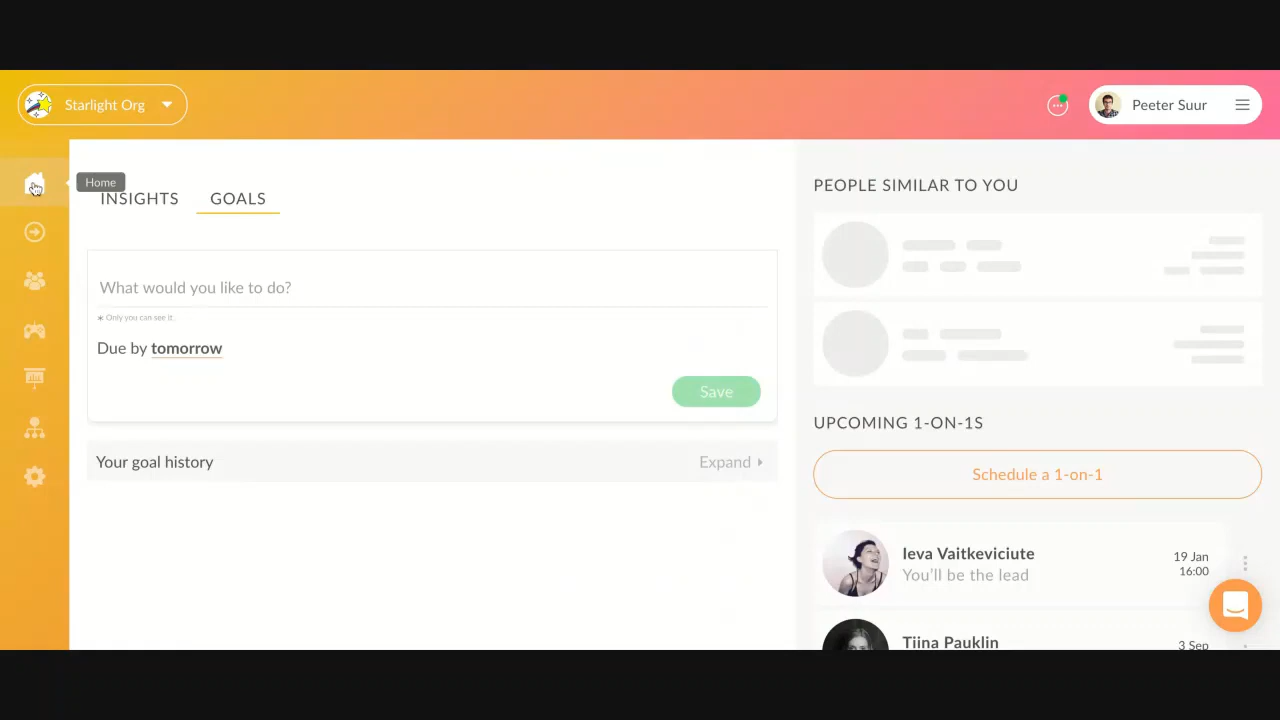 Starlight Org
Peeter Suur
Home
INSIGHTS
GOALS
What would you like to do?
* Only you can see it.
Due by tomorrow
Save
Your goal history
Expand
PEOPLE SIMILAR TO YOU
UPCOMING 1-ON-1S
Schedule a 1-on-1
Ieva Vaitkeviciute
You'll be the lead
19 Jan
16:00
Tiina Pauklin
3 Sep